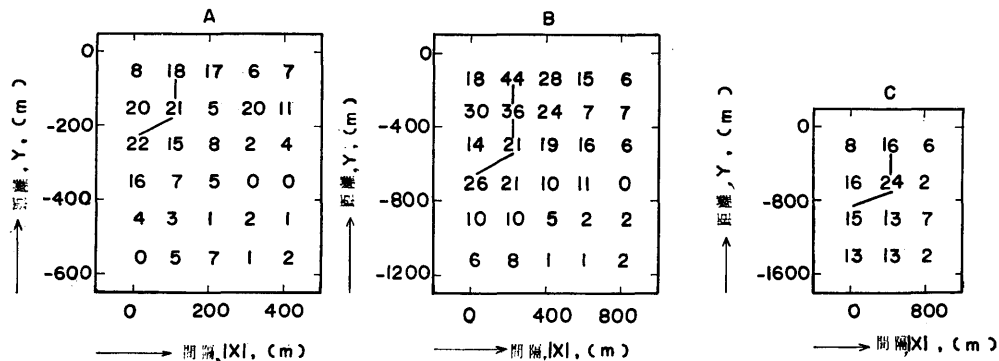 A
0
8 18 17 6 7
20 21 5 20 11
-200
22 15 8 2 4
16 7 5 0 0
-400
4 3 1 2 1
0 5 7 1 2
-600
0 200 400
間隔,|X|, (m)
距離, Y, (m)
B
0
18 44 28 15 6
30 36 24 7 7
-400
14 21 19 16 6
26 21 10 11 0
-800
10 10 5 2 2
6 8 1 1 2
-1200
0 400 800
間隔,|X|, (m)
距離,Y, (m)
C
0
8 16 6
16 24 2
-800
15 13 7
13 13 2
-1600
0 800
間隔|X|, (m)
距離, Y, (m)